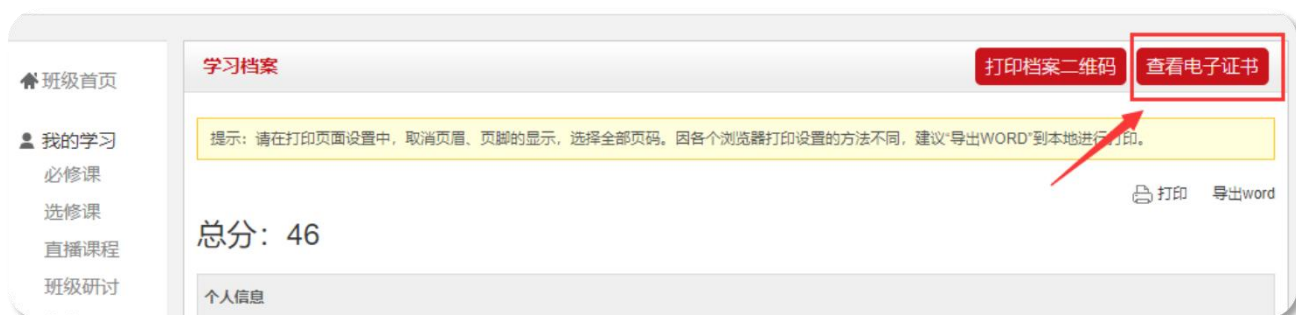 班级首页
我的学习
必修课
选修课
直播课程
班级研讨
学习档案
打印档案二维码
查看电子证书
提示：请在打印页面设置中，取消页眉、页脚的显示，选择全部页码。因各个浏览器打印设置的方法不同，建议“导出WORD”到本地进行打印。
打印
导出word
总分：46
个人信息